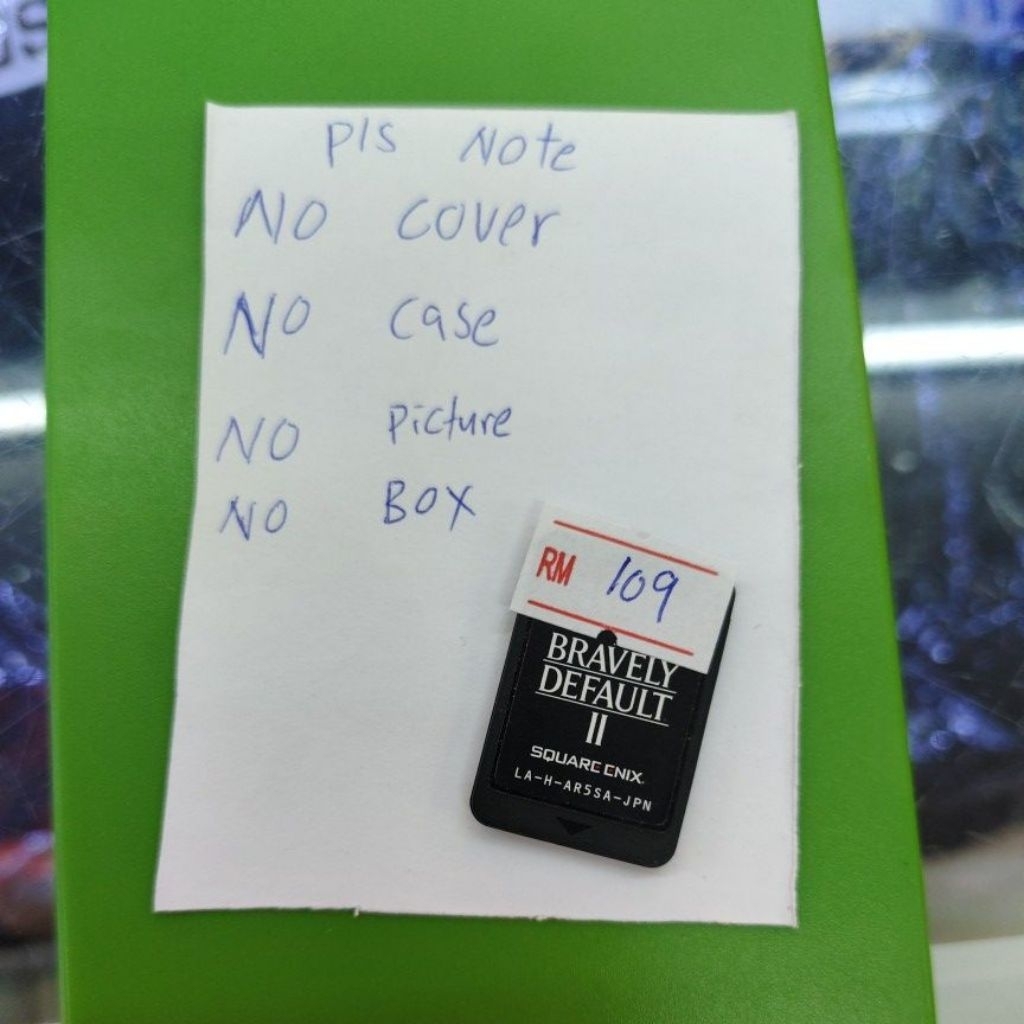 pls Note
NO cover
NO case
NO picture
NO BOX
RM 109
BRAVELY
DEFAULT
II
SQUARE ENIX.
LA-H-AR5SA-JPN